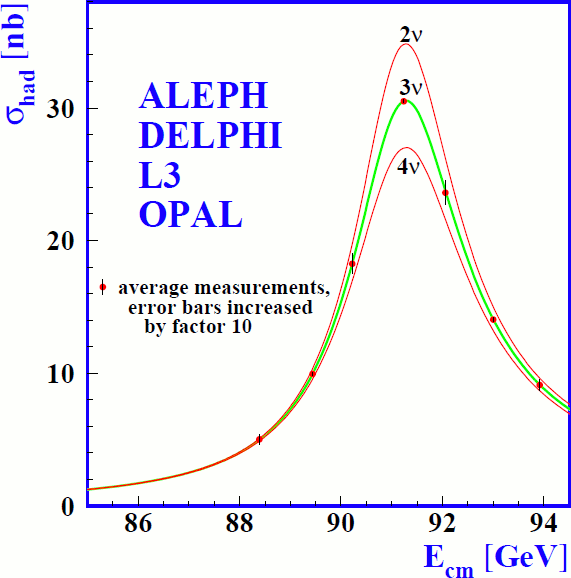 σhad [nb]
30
20
10
0
ALEPH
DELPHI
L3
OPAL
2ν
3ν
4ν
average measurements,
error bars increased
by factor 10
86 88 90 92 94
Ecm [GeV]